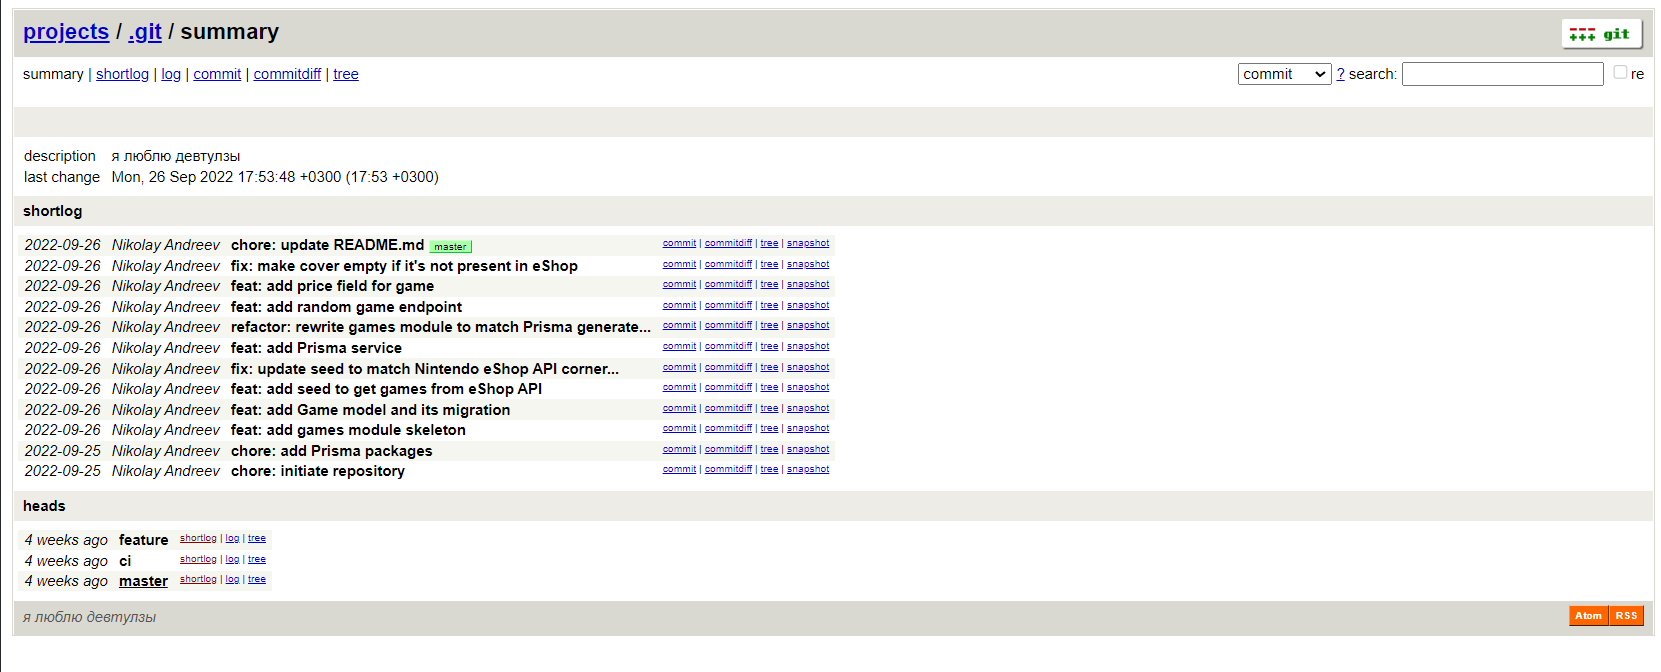 projects / .git / summary
git
summary | shortlog | log | commit | commitdiff | tree
commit ? search: re
description я люблю девтулзы
last change Mon, 26 Sep 2022 17:53:48 +0300 (17:53 +0300)
shortlog
2022-09-26 Nikolay Andreev chore: update README.md master commit | commitdiff | tree | snapshot
2022-09-26 Nikolay Andreev fix: make cover empty if it's not present in eShop commit | commitdiff | tree | snapshot
2022-09-26 Nikolay Andreev feat: add price field for game commit | commitdiff | tree | snapshot
2022-09-26 Nikolay Andreev feat: add random game endpoint commit | commitdiff | tree | snapshot
2022-09-26 Nikolay Andreev refactor: rewrite games module to match Prisma generate... commit | commitdiff | tree | snapshot
2022-09-26 Nikolay Andreev feat: add Prisma service commit | commitdiff | tree | snapshot
2022-09-26 Nikolay Andreev fix: update seed to match Nintendo eShop API corner... commit | commitdiff | tree | snapshot
2022-09-26 Nikolay Andreev feat: add seed to get games from eShop API commit | commitdiff | tree | snapshot
2022-09-26 Nikolay Andreev feat: add Game model and its migration commit | commitdiff | tree | snapshot
2022-09-26 Nikolay Andreev feat: add games module skeleton commit | commitdiff | tree | snapshot
2022-09-25 Nikolay Andreev chore: add Prisma packages commit | commitdiff | tree | snapshot
2022-09-25 Nikolay Andreev chore: initiate repository commit | commitdiff | tree | snapshot
heads
4 weeks ago feature shortlog | log | tree
4 weeks ago ci shortlog | log | tree
4 weeks ago master shortlog | log | tree
я люблю девтулзы
Atom RSS